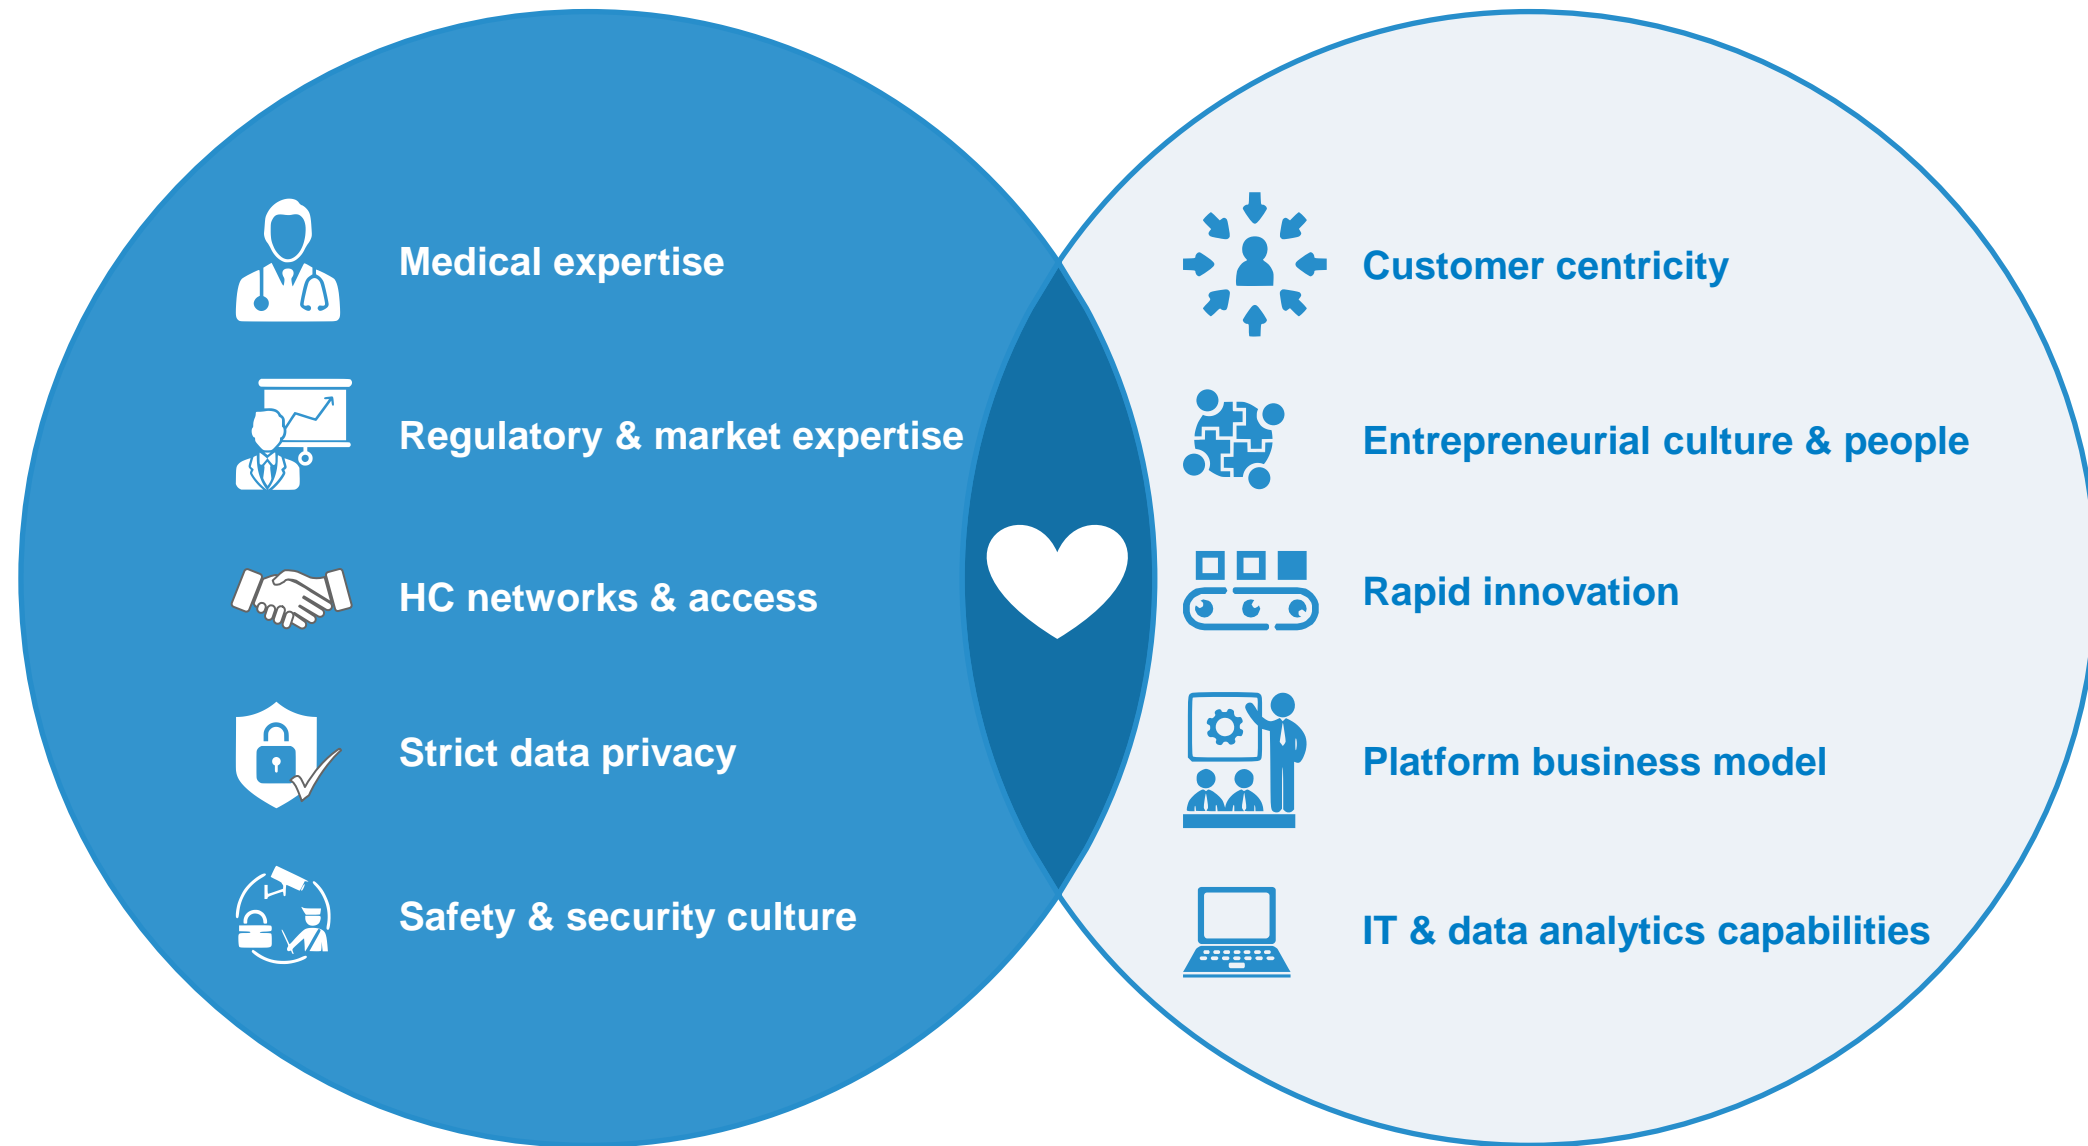 Medical expertise
Regulatory & market expertise
HC networks & access
Strict data privacy
Safety & security culture
Customer centricity
Entrepreneurial culture & people
Rapid innovation
Platform business model
IT & data analytics capabilities